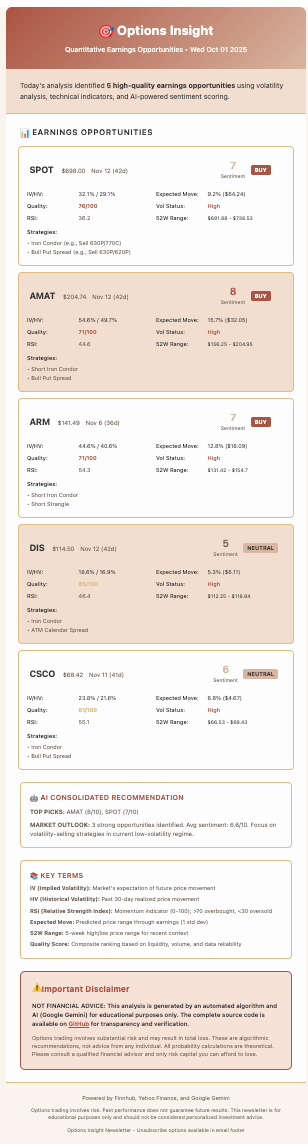 🎯 Options Insight
Quantitative Earnings Opportunities • Wed Oct 01 2025
Today's analysis identified 5 high-quality earnings opportunities using volatility
analysis, technical indicators, and AI-powered sentiment scoring.
📊 EARNINGS OPPORTUNITIES
SPOT $698.00 Nov 12 (42d) 7 BUY
Sentiment
IV/HV: 32.1% / 29.1% Expected Move: 9.2% ($64.24)
Quality: 76/100 Vol Status: High
RSI: 36.2 52W Range: $681.88 - $738.53
Strategies:
• Iron Condor (e.g., Sell 630P/770C)
• Bull Put Spread (e.g., Sell 630P/620P)
AMAT $204.74 Nov 12 (42d) 8 BUY
Sentiment
IV/HV: 54.6% / 49.7% Expected Move: 15.7% ($32.05)
Quality: 71/100 Vol Status: High
RSI: 44.6 52W Range: $156.25 - $204.95
Strategies:
• Short Iron Condor
• Bull Put Spread
ARM $141.49 Nov 6 (36d) 7 BUY
Sentiment
IV/HV: 44.6% / 40.6% Expected Move: 12.8% ($18.09)
Quality: 71/100 Vol Status: High
RSI: 54.3 52W Range: $131.42 - $154.7
Strategies:
• Short Iron Condor
• Short Strangle
DIS $114.50 Nov 12 (42d) 5 NEUTRAL
Sentiment
IV/HV: 18.6% / 16.9% Expected Move: 5.3% ($6.11)
Quality: 61/100 Vol Status: High
RSI: 46.4 52W Range: $112.25 - $118.84
Strategies:
• Iron Condor
• ATM Calendar Spread
CSCO $68.42 Nov 11 (41d) 6 NEUTRAL
Sentiment
IV/HV: 23.8% / 21.6% Expected Move: 6.8% ($4.67)
Quality: 61/100 Vol Status: High
RSI: 55.1 52W Range: $66.53 - $69.43
Strategies:
• Iron Condor
• Bull Put Spread
🤖 AI CONSOLIDATED RECOMMENDATION
TOP PICKS: AMAT (8/10), SPOT (7/10)
MARKET OUTLOOK: 3 strong opportunities identified. Avg sentiment: 6.6/10. Focus on
volatility-selling strategies in current low-volatility regime.
📚 KEY TERMS
IV (Implied Volatility): Market's expectation of future price movement
HV (Historical Volatility): Past 30-day realized price movement
RSI (Relative Strength Index): Momentum indicator (0-100); >70 overbought, <30 oversold
Expected Move: Predicted price range through earnings (1 std dev)
52W Range: 5-week high/low price range for recent context
Quality Score: Composite ranking based on liquidity, volume, and data reliability
⚠️Important Disclaimer
NOT FINANCIAL ADVICE: This analysis is generated by an automated algorithm and
AI (Google Gemini) for educational purposes only. The complete source code is
available on GitHub for transparency and verification.
Options trading involves substantial risk and may result in total loss. These are algorithmic
recommendations, not advice from any individual. All probability calculations are theoretical.
Please consult a qualified financial advisor and only risk capital you can afford to lose.
Powered by Finnhub, Yahoo Finance, and Google Gemini
Options trading involves risk. Past performance does not guarantee future results. This newsletter is for
educational purposes only and should not be considered personalized investment advice.
Options Insight Newsletter • Unsubscribe options available in email footer